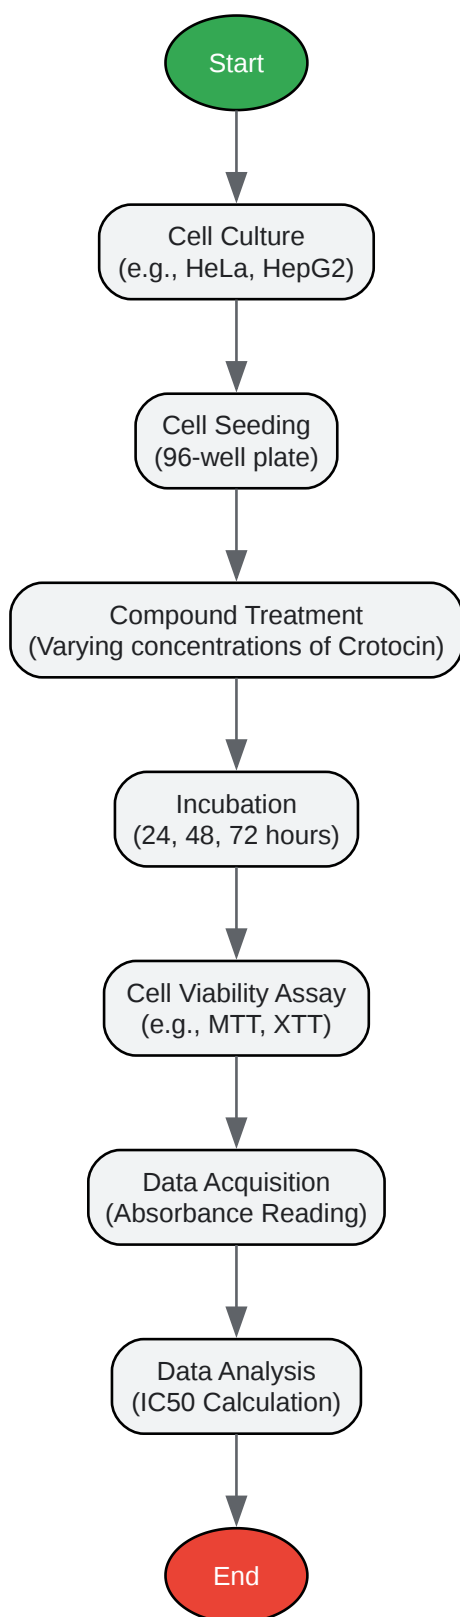 Start
Cell Culture
(e.g., HeLa, HepG2)
Cell Seeding
(96-well plate)
Compound Treatment
(Varying concentrations of Crotocin)
Incubation
(24, 48, 72 hours)
Cell Viability Assay
(e.g., MTT, XTT)
Data Acquisition
(Absorbance Reading)
Data Analysis
(IC50 Calculation)
End